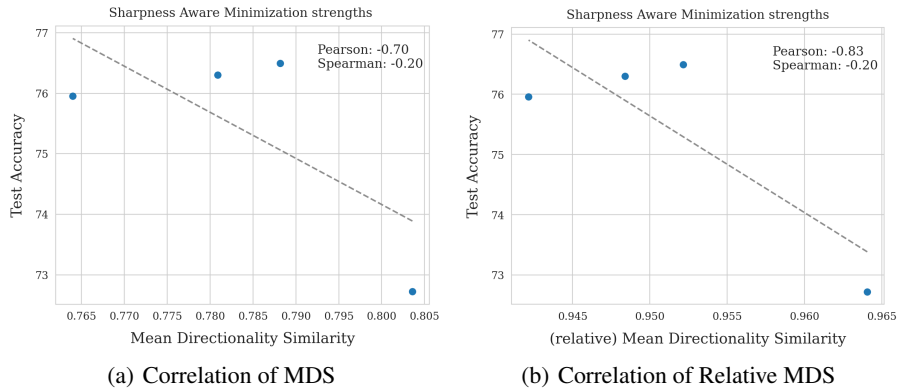 Sharpness Aware Minimization strengths
77
76
75
74
73
Test Accuracy
Pearson: -0.70
Spearman: -0.20
0.765 0.770 0.775 0.780 0.785 0.790 0.795 0.800 0.805
Mean Directionality Similarity
(a) Correlation of MDS
Sharpness Aware Minimization strengths
77
76
75
74
73
Test Accuracy
Pearson: -0.83
Spearman: -0.20
0.945 0.950 0.955 0.960 0.965
(relative) Mean Directionality Similarity
(b) Correlation of Relative MDS